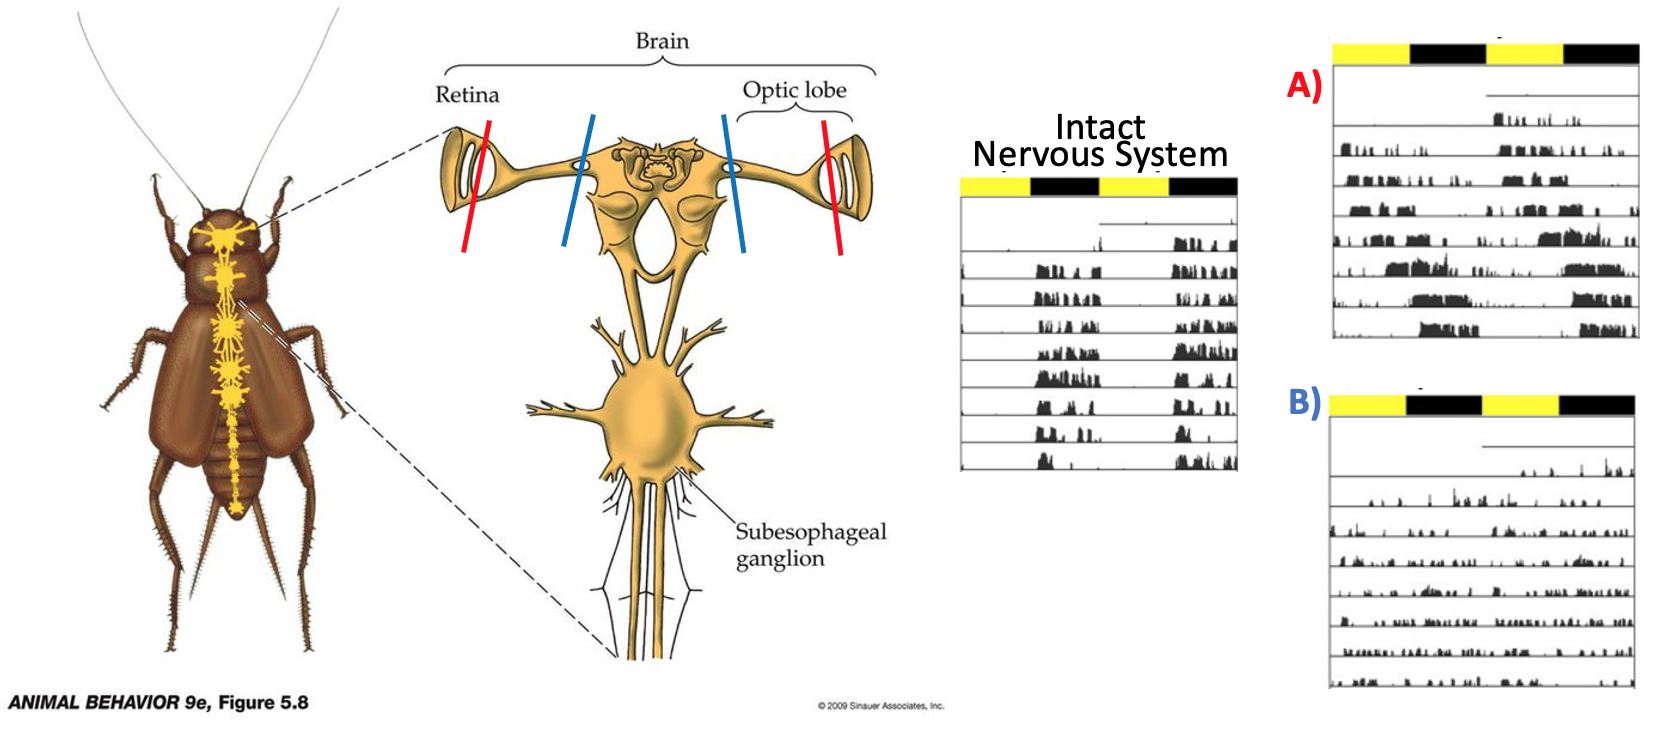 Brain
Retina
Optic lobe
Intact
Nervous System
A)
B)
Subesophageal
ganglion
ANIMAL BEHAVIOR 9e, Figure 5.8
© 2009 Sinauer Associates, Inc.